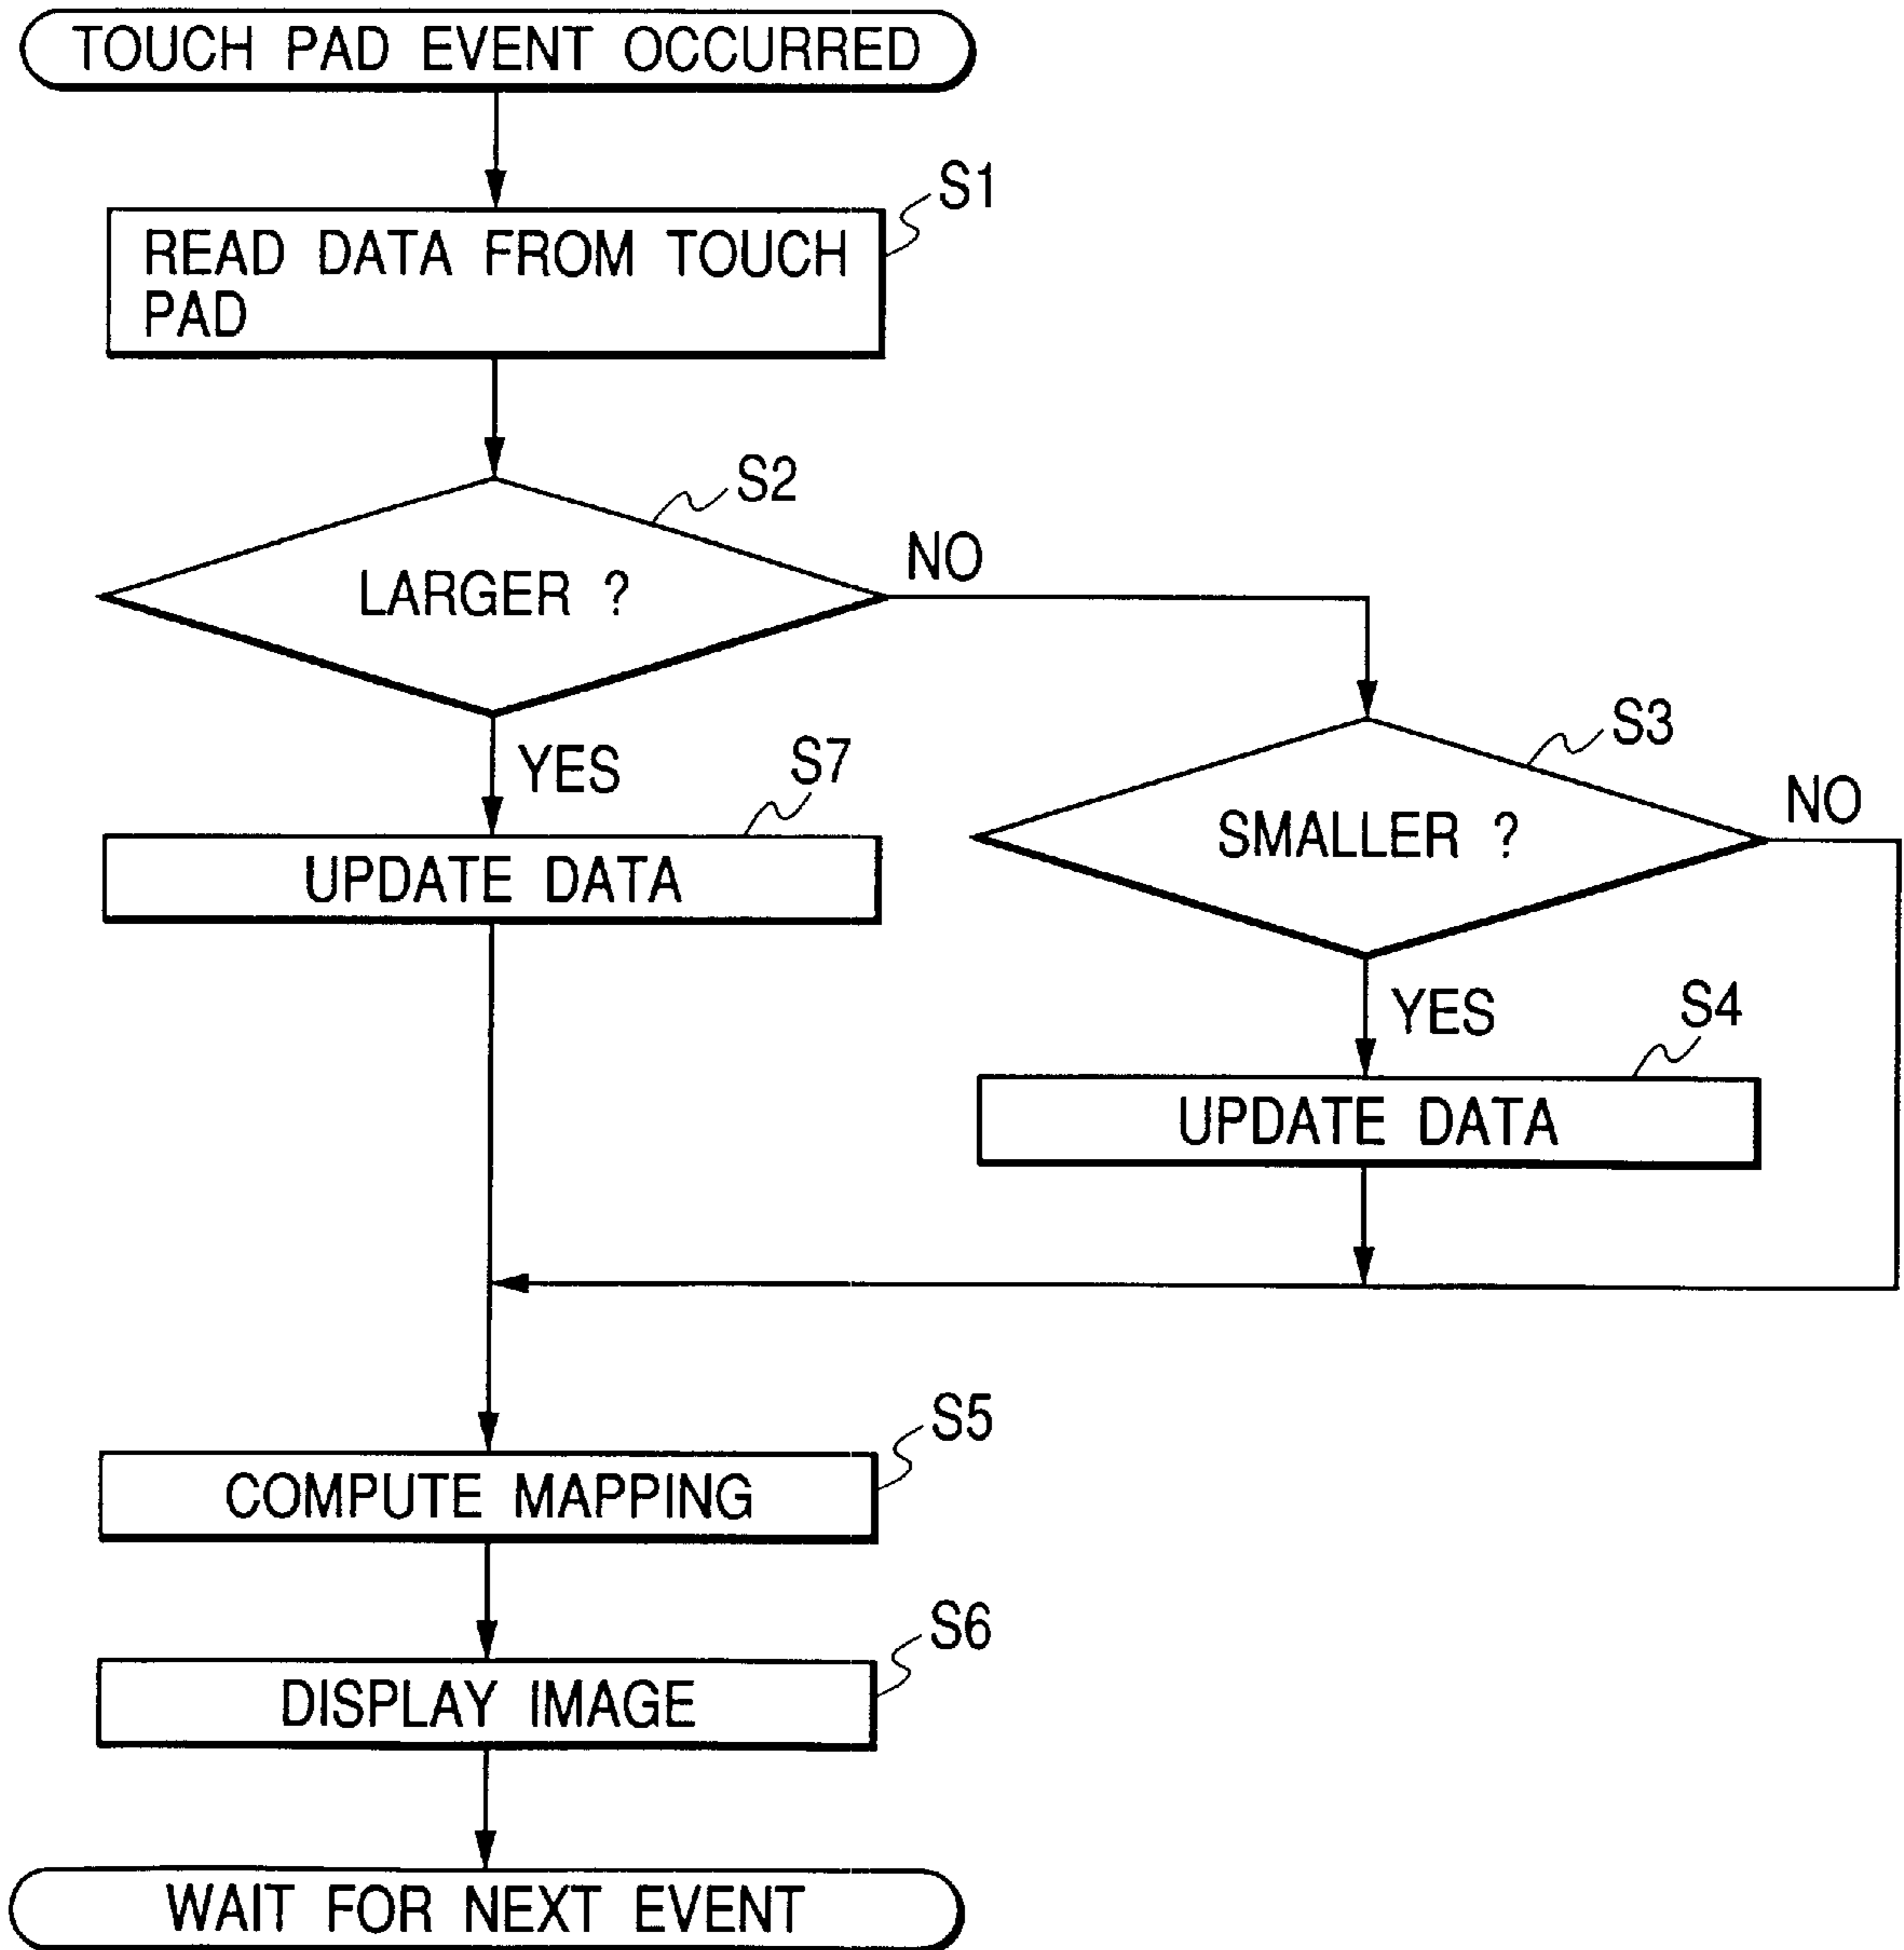 TOUCH PAD EVENT OCCURRED
S1
READ DATA FROM TOUCH
PAD
S2
LARGER ?
NO
YES
S7
UPDATE DATA
S3
SMALLER ?
NO
YES
S4
UPDATE DATA
S5
COMPUTE MAPPING
S6
DISPLAY IMAGE
WAIT FOR NEXT EVENT